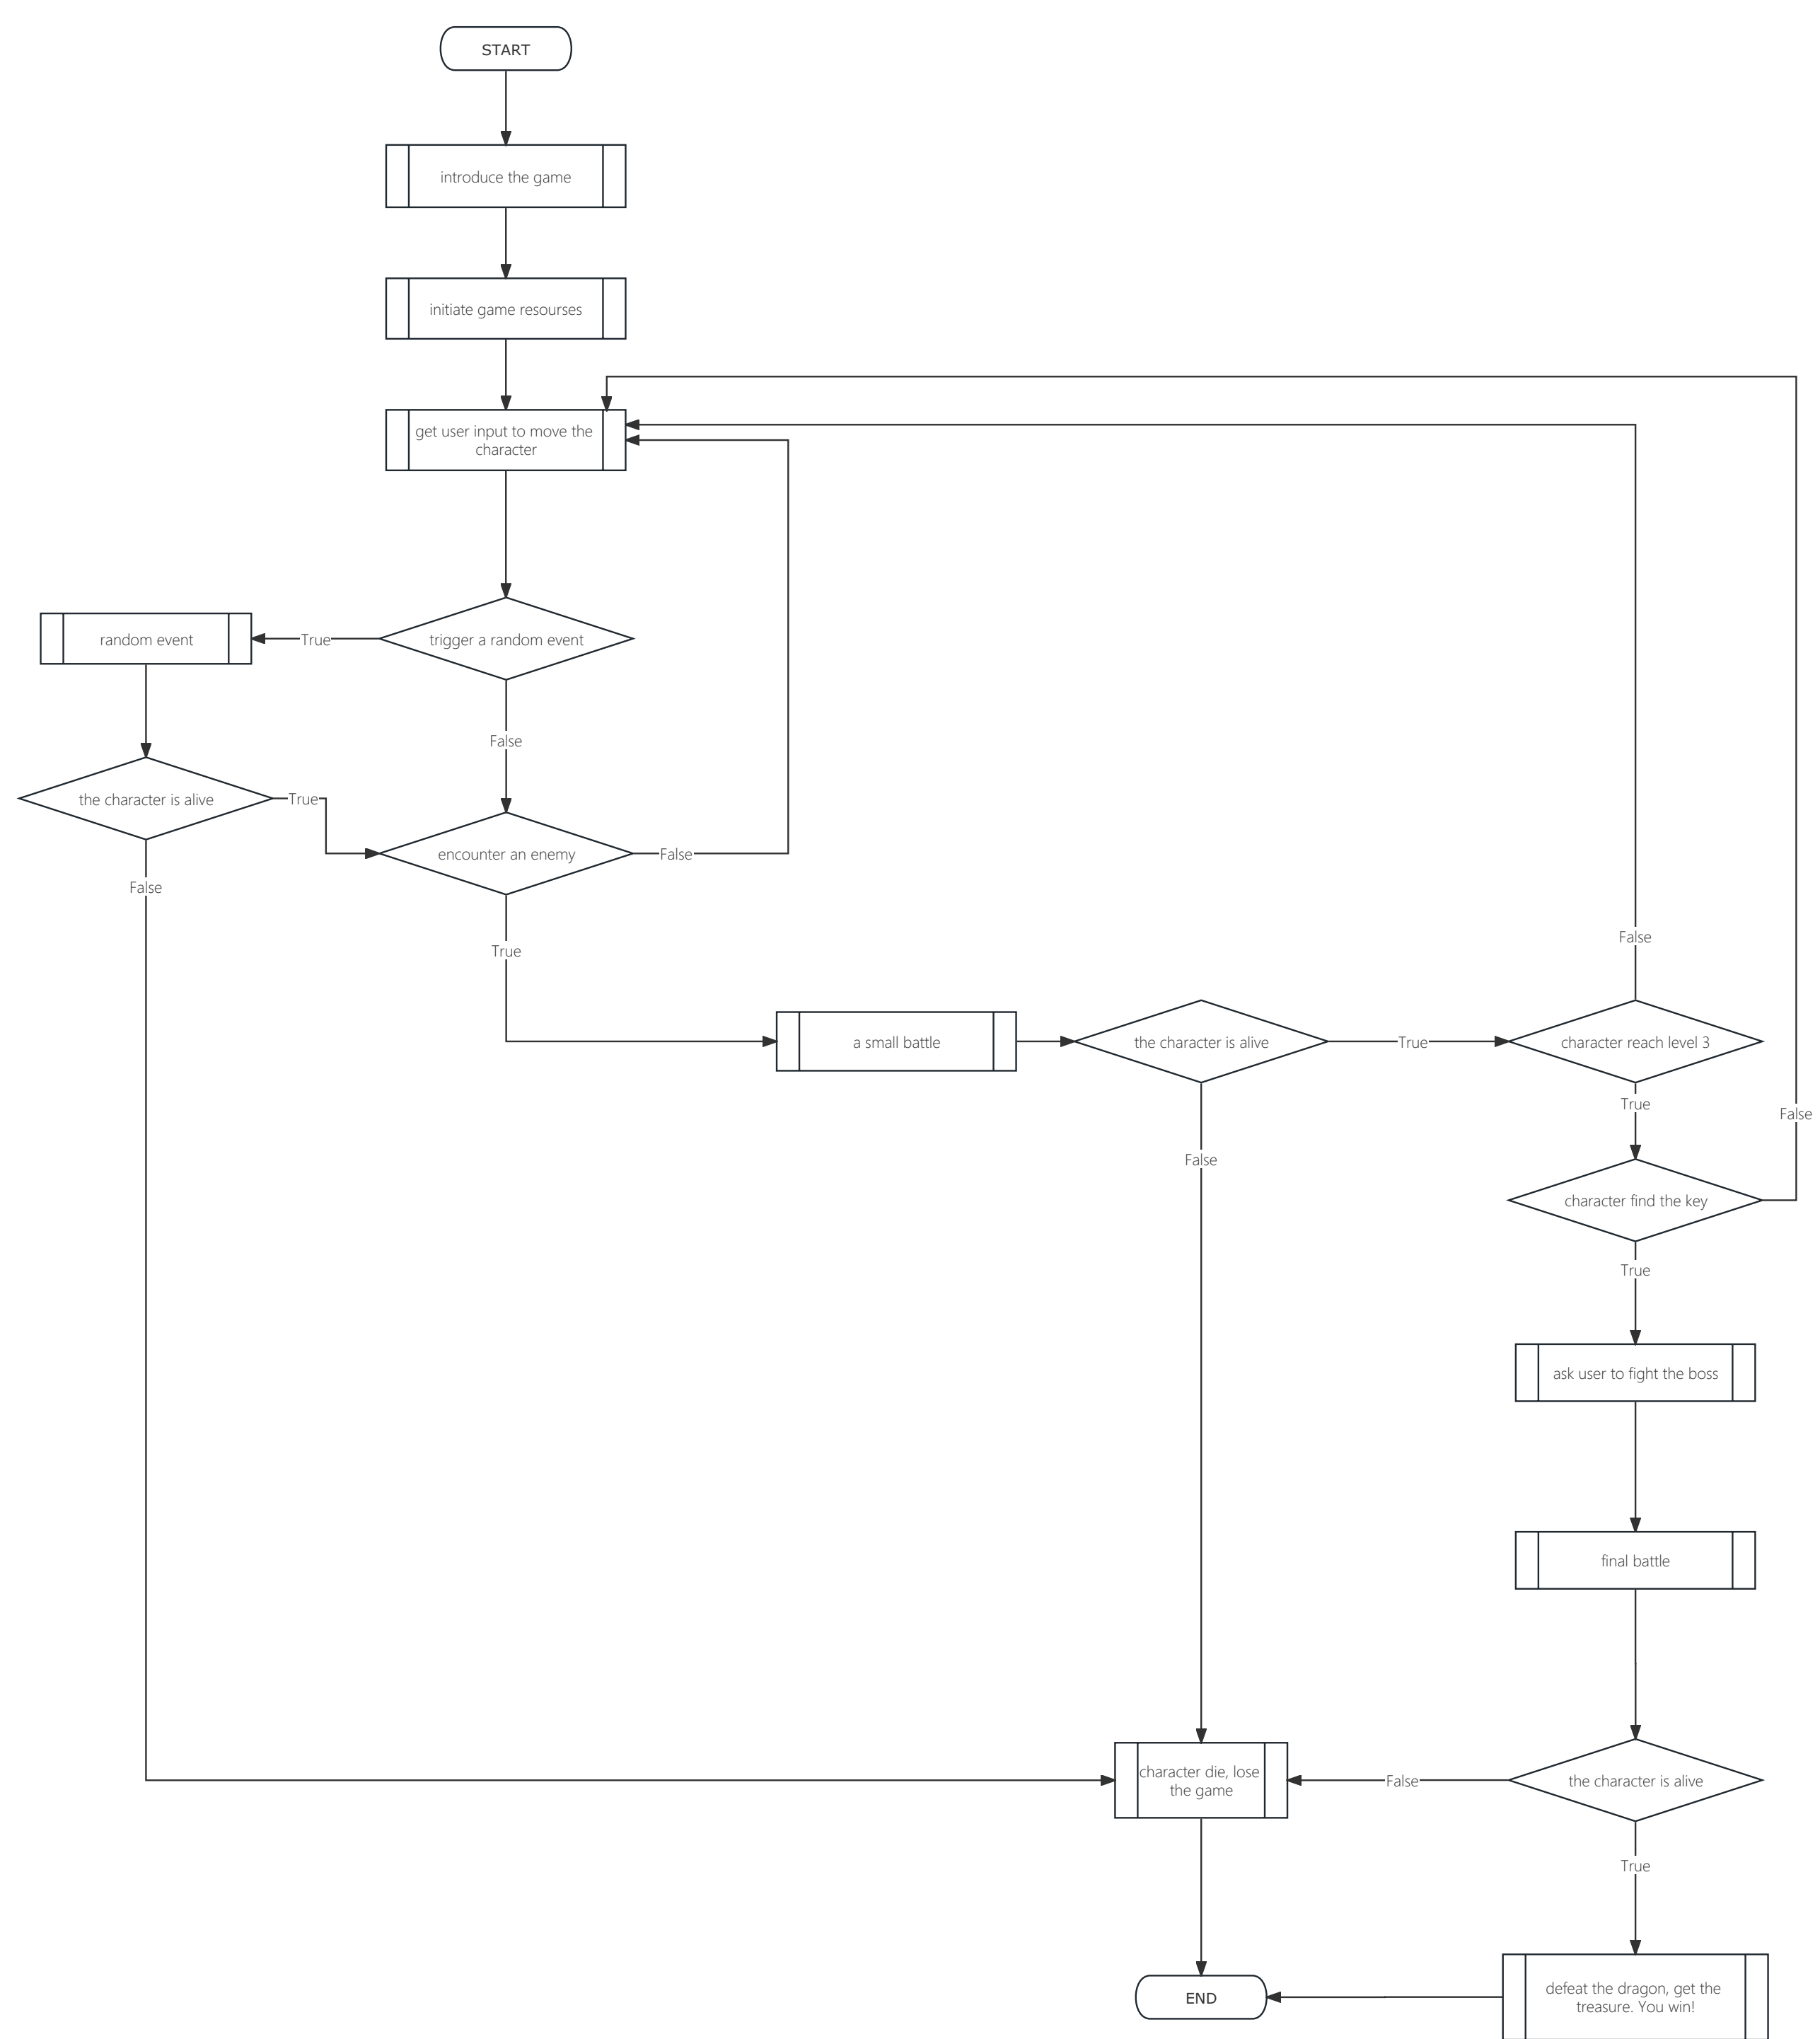 START
introduce the game
initiate game resourses
get user input to move the
character
random event
True
trigger a random event
False
the character is alive
True
encounter an enemy
False
False
True
False
a small battle
the character is alive
True
character reach level 3
True
False
False
character find the key
True
ask user to fight the boss
final battle
character die, lose
the game
False
the character is alive
True
END
defeat the dragon, get the
treasure. You win!